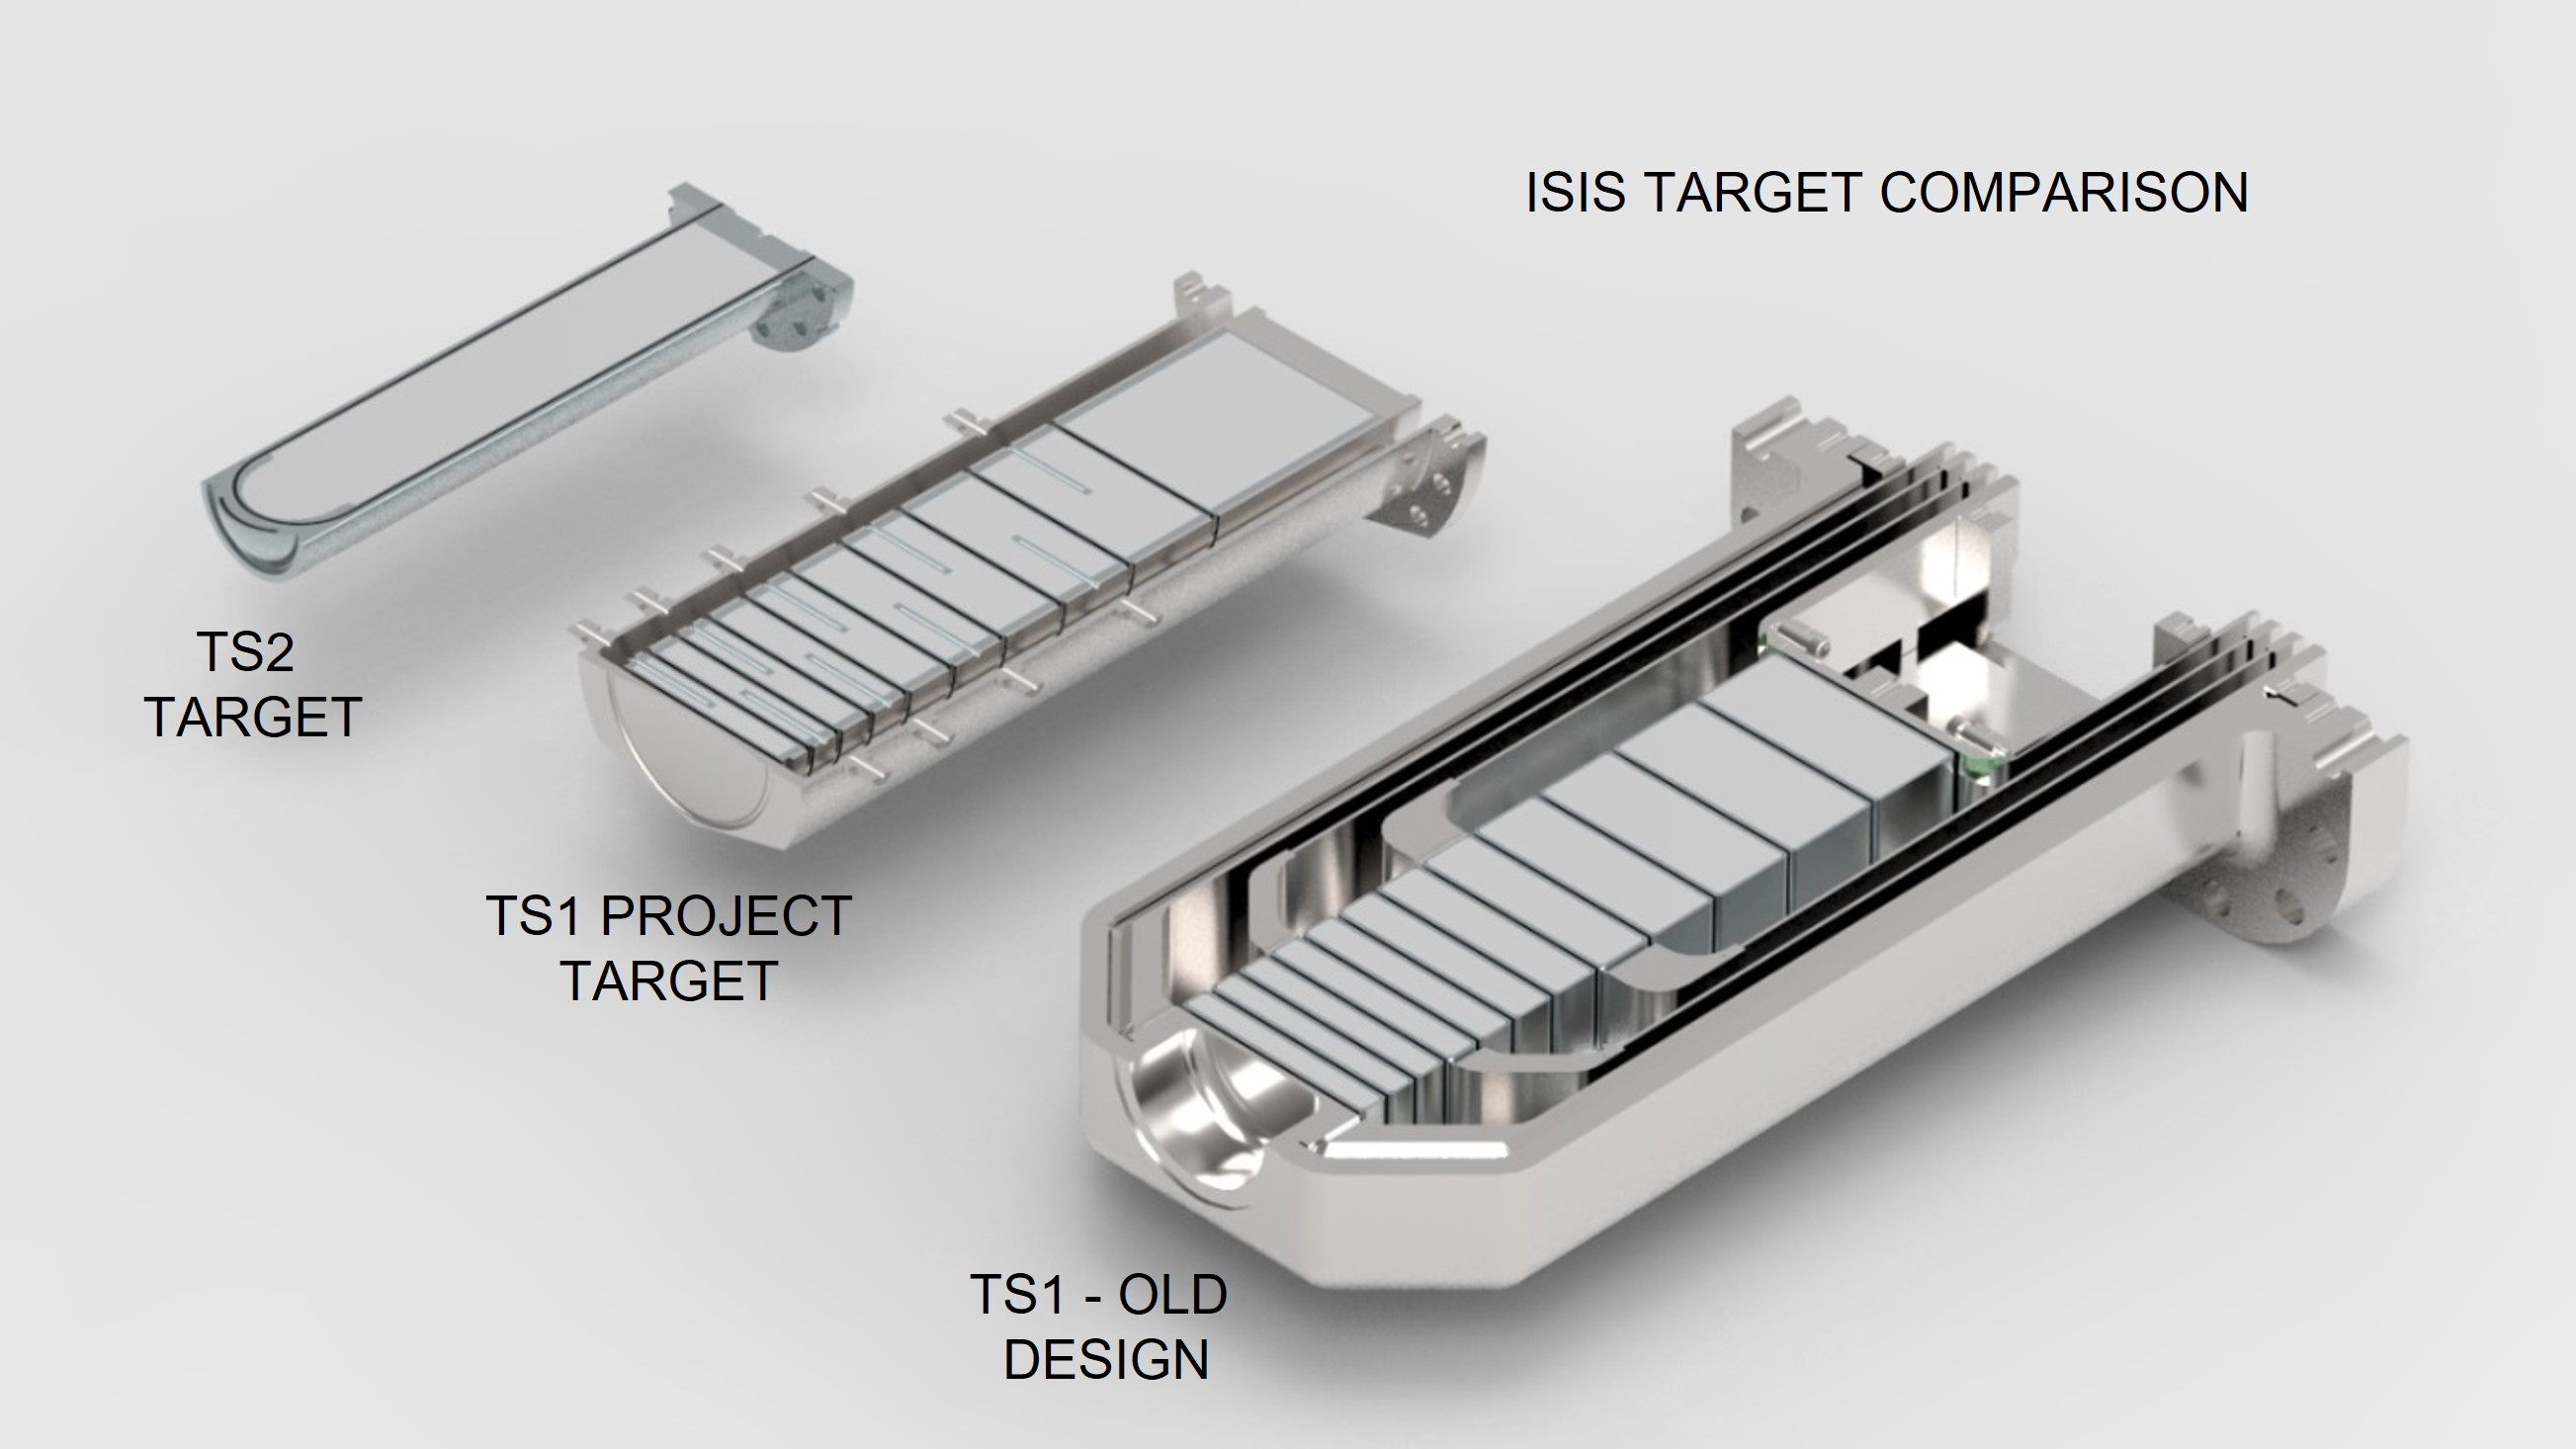 ISIS TARGET COMPARISON
TS2
TARGET
TS1 PROJECT
TARGET
TS1 - OLD
DESIGN